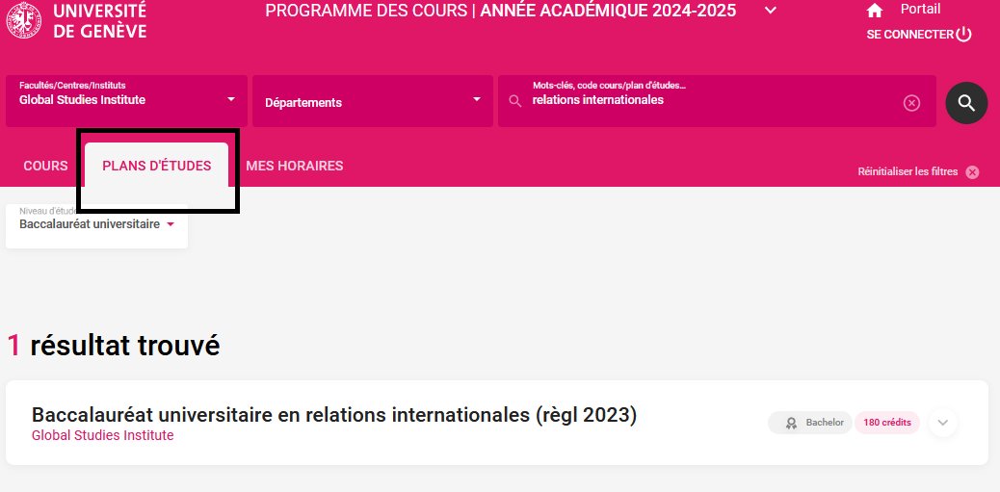 UNIVERSITÉ
DE GENÈVE
PROGRAMME DES COURS | ANNÉE ACADÉMIQUE 2024-2025
Portail
SE CONNECTER
Facultés/Centres/Instituts
Global Studies Institute
Départements
Mots-clés, code cours/plan d'études...
relations internationales
COURS
PLANS D'ÉTUDES
MES HORAIRES
Réinitialiser les filtres
Niveau d'étude
Baccalauréat universitaire
1 résultat trouvé
Baccalauréat universitaire en relations internationales (règl 2023)
Global Studies Institute
Bachelor
180 crédits